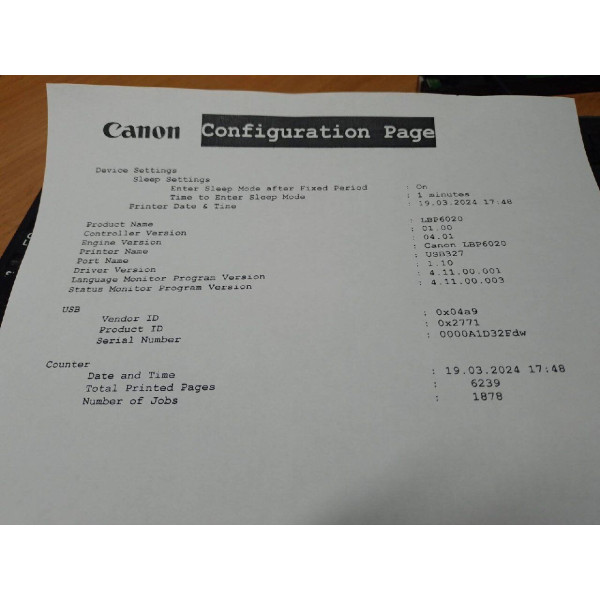 Canon Configuration Page
Device Settings
Sleep Settings
Enter Sleep Mode after Fixed Period : On
Time to Enter Sleep Mode : 1 minutes
Printer Date & Time : 19.03.2024 17:48
Product Name : LBP6020
Controller Version : 01.00
Engine Version : 04.01
Printer Name : Canon LBP6020
Port Name : USB327
Driver Version : 1.10
Language Monitor Program Version : 4.11.00.001
Status Monitor Program Version : 4.11.00.003
USB
Vendor ID : 0x04a9
Product ID : 0x2771
Serial Number : 0000A1D32Fdw
Counter
Date and Time : 19.03.2024 17:48
Total Printed Pages : 6239
Number of Jobs : 1878